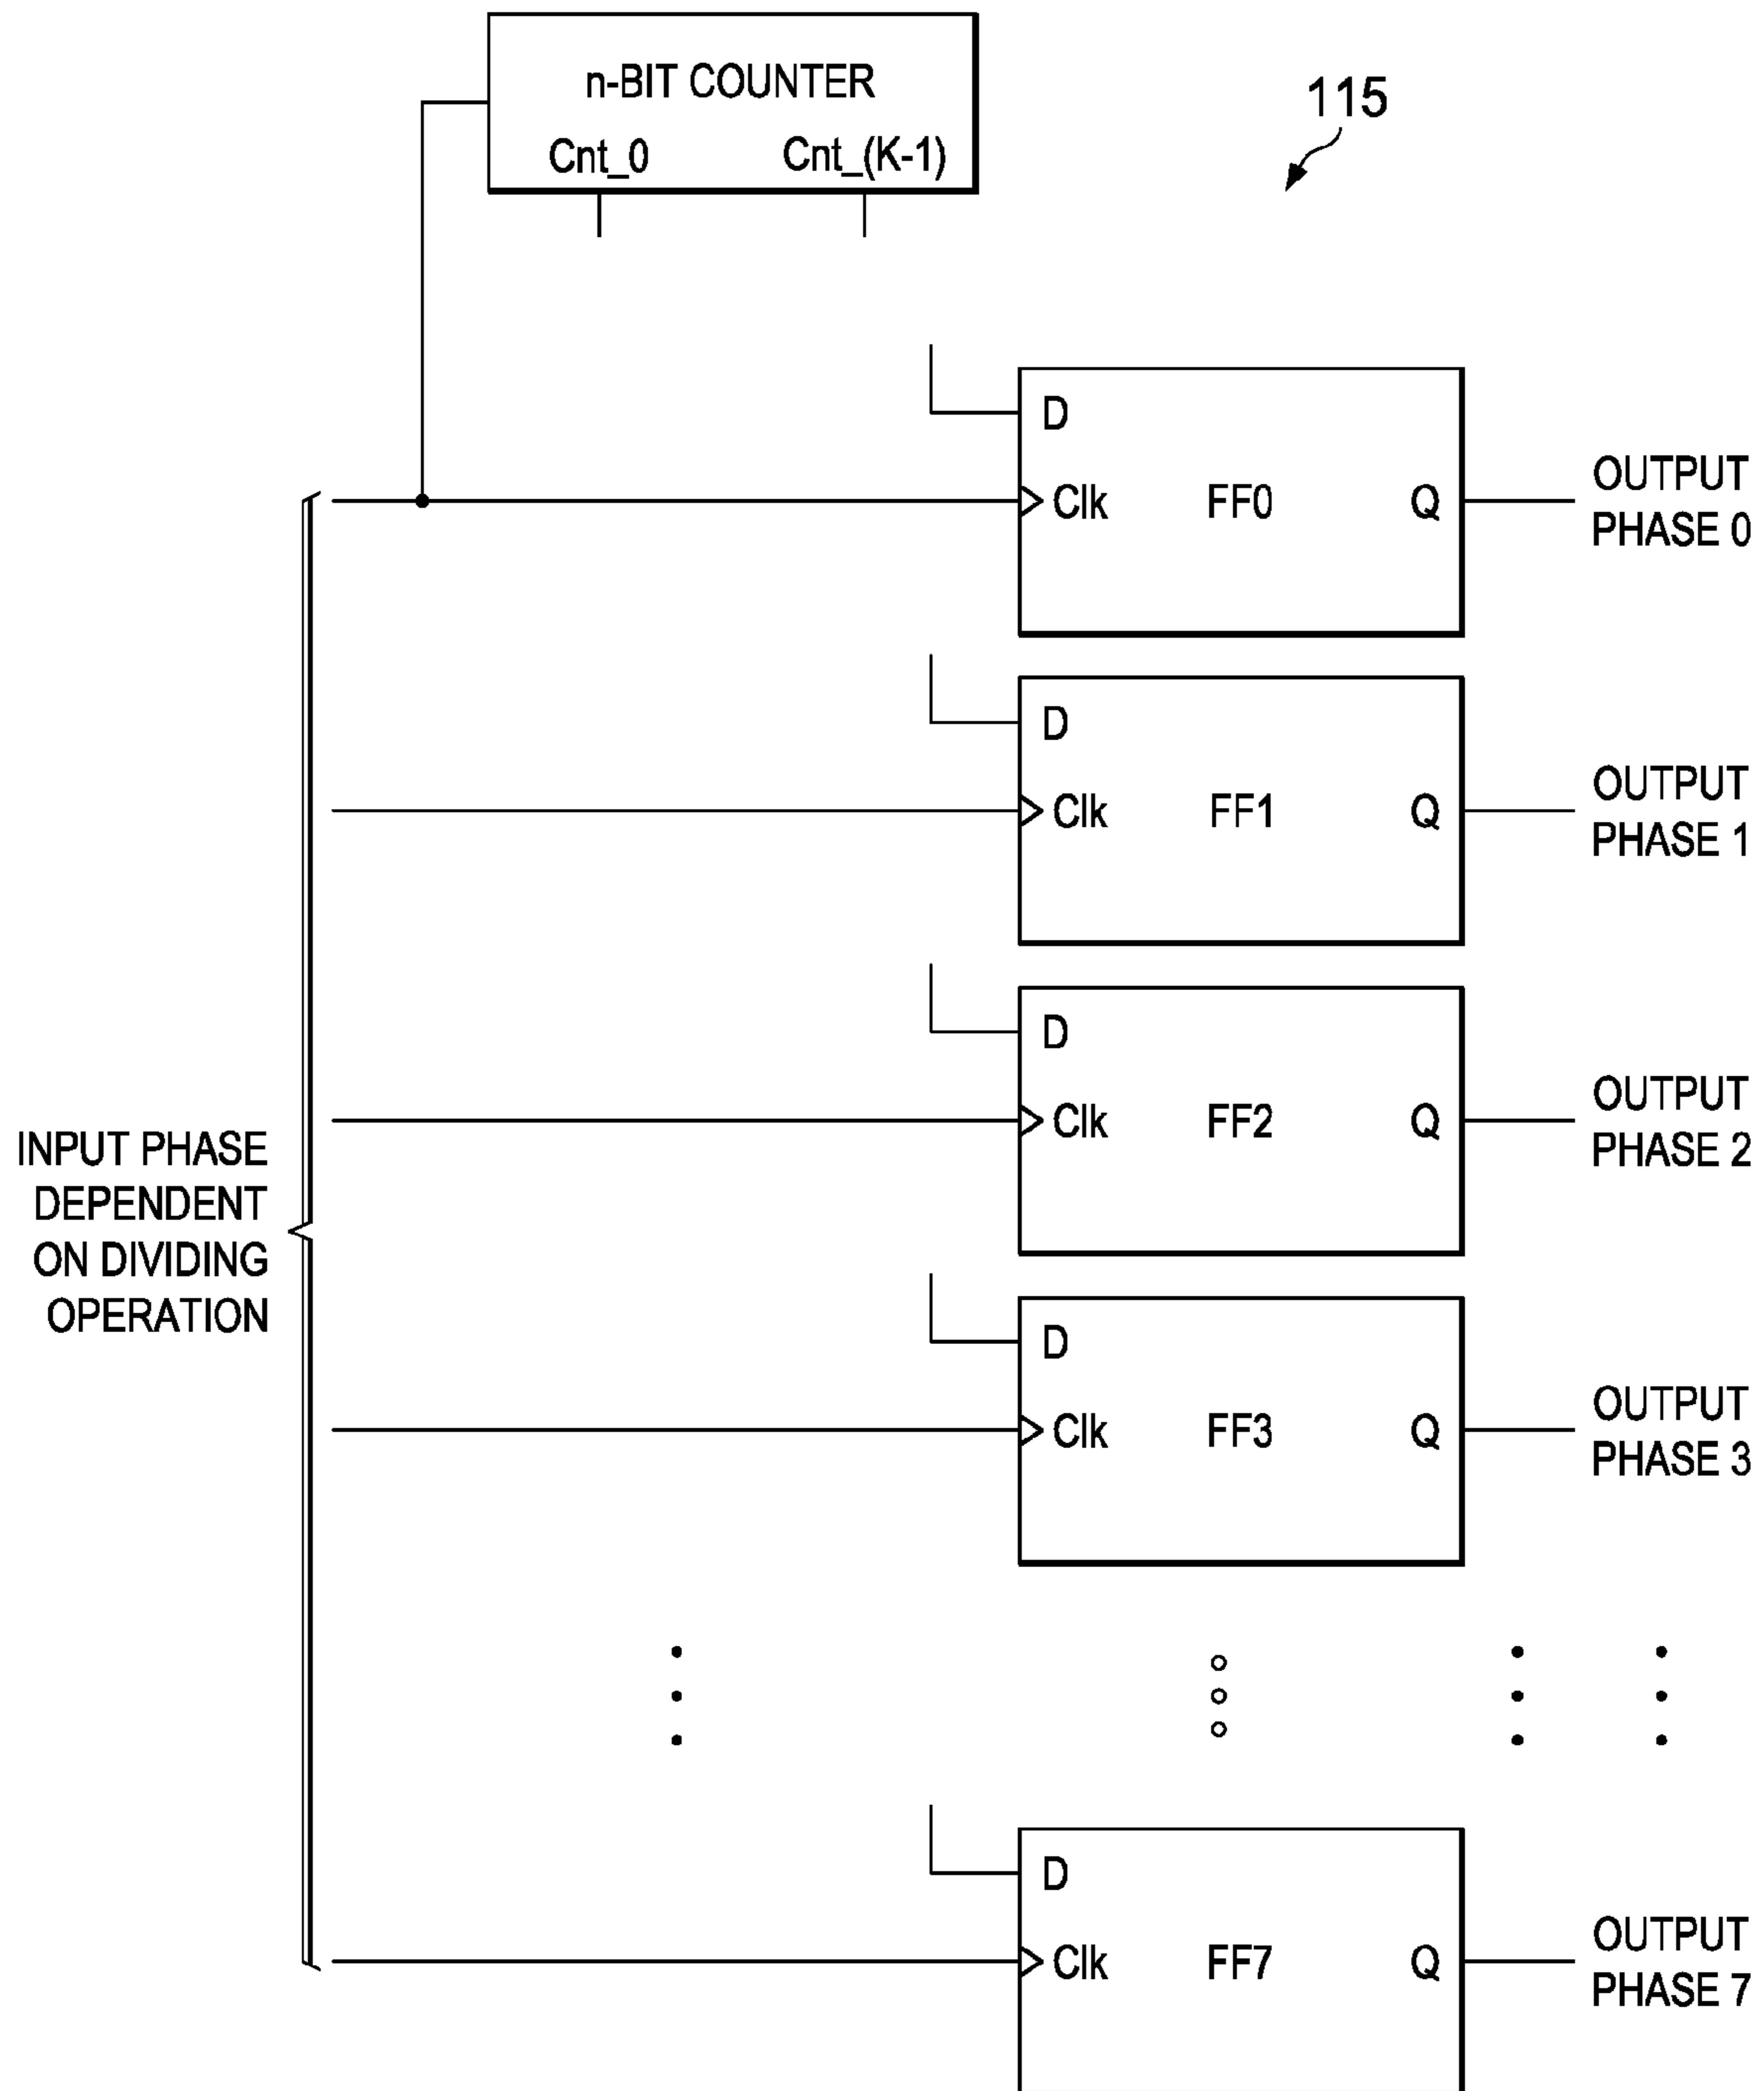 n-BIT COUNTER
Cnt_0 Cnt_(K-1)
115
D
Clk FF0 Q
OUTPUT
PHASE 0
D
Clk FF1 Q
OUTPUT
PHASE 1
D
Clk FF2 Q
OUTPUT
PHASE 2
INPUT PHASE
DEPENDENT
ON DIVIDING
OPERATION
D
Clk FF3 Q
OUTPUT
PHASE 3
D
Clk FF7 Q
OUTPUT
PHASE 7